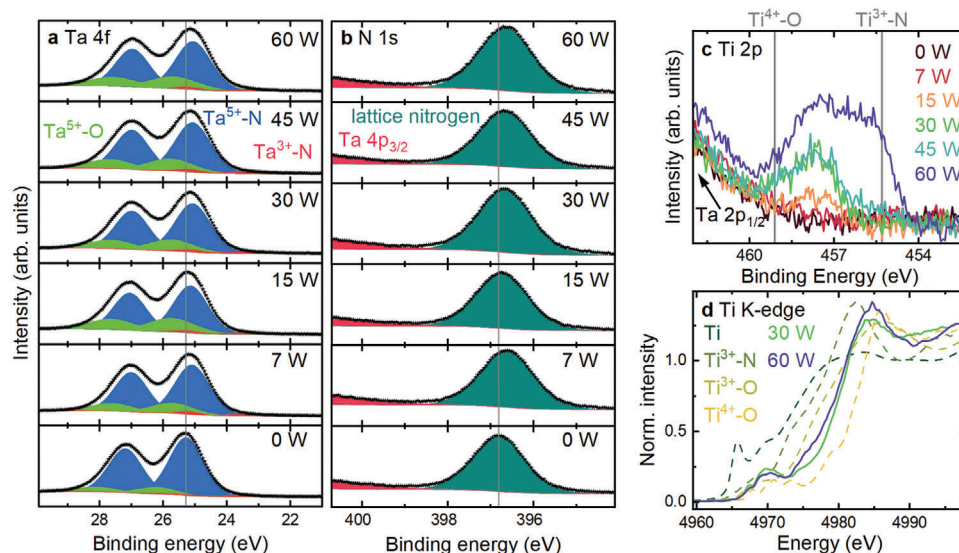 a Ta 4f
60 W
Ta⁵⁺-O
Ta⁵⁺-N
45 W
Ta³⁺-N
30 W
15 W
7 W
0 W
Intensity (arb. units)
28 26 24 22
Binding energy (eV)
b N 1s
60 W
lattice nitrogen
45 W
Ta 4p3/2
30 W
15 W
7 W
0 W
400 398 396
Binding energy (eV)
Ti⁴⁺-O Ti³⁺-N
c Ti 2p
0 W
7 W
15 W
30 W
45 W
60 W
Ta 2p1/2
Intensity (arb. units)
460 457 454
Binding Energy (eV)
d Ti K-edge
Ti 30 W
Ti³⁺-N 60 W
Ti³⁺-O
Ti⁴⁺-O
Norm. intensity
1.0
0.5
0.0
4960 4970 4980 4990
Energy (eV)